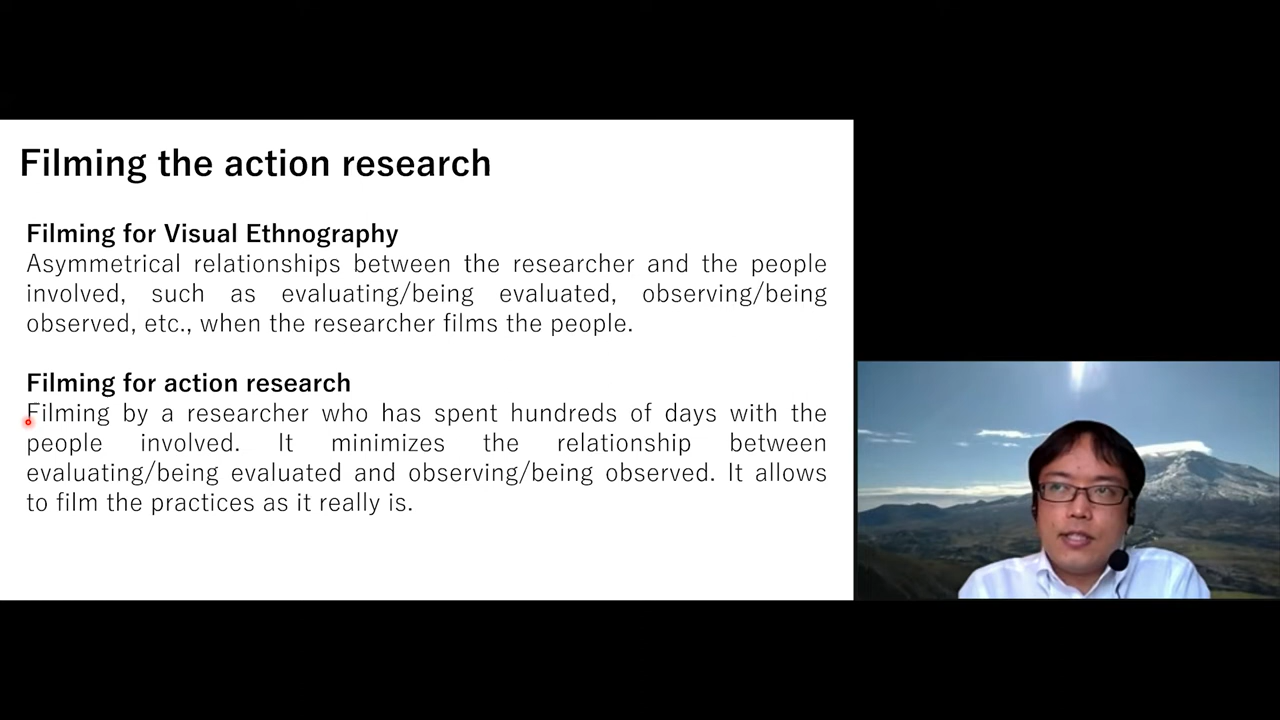 Filming the action research
Filming for Visual Ethnography
Asymmetrical relationships between the researcher and the people
involved, such as evaluating/being evaluated, observing/being
observed, etc., when the researcher films the people.
Filming for action research
Filming by a researcher who has spent hundreds of days with the
people involved. It minimizes the relationship between
evaluating/being evaluated and observing/being observed. It allows
to film the practices as it really is.